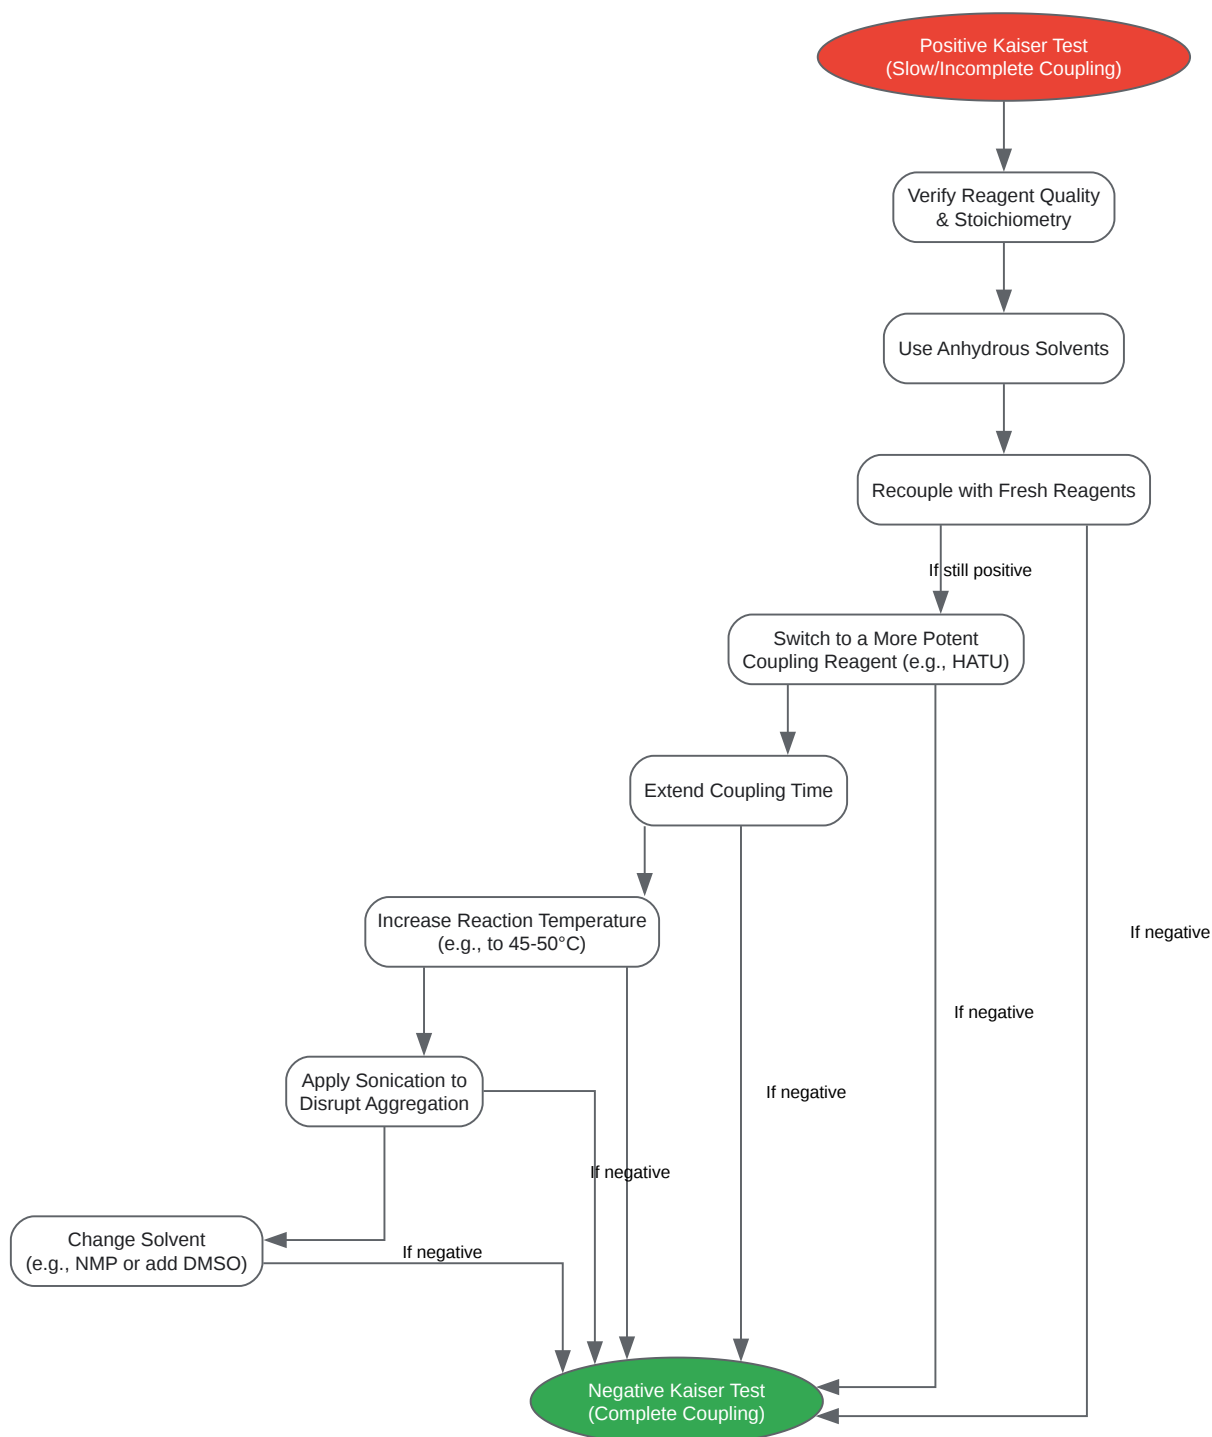 Positive Kaiser Test
(Slow/Incomplete Coupling)
Verify Reagent Quality
& Stoichiometry
Use Anhydrous Solvents
Recouple with Fresh Reagents
If still positive
Switch to a More Potent
Coupling Reagent (e.g., HATU)
Extend Coupling Time
Increase Reaction Temperature
(e.g., to 45-50°C)
If negative
If negative
Apply Sonication to
Disrupt Aggregation
If negative
If negative
Change Solvent
(e.g., NMP or add DMSO)
If negative
Negative Kaiser Test
(Complete Coupling)